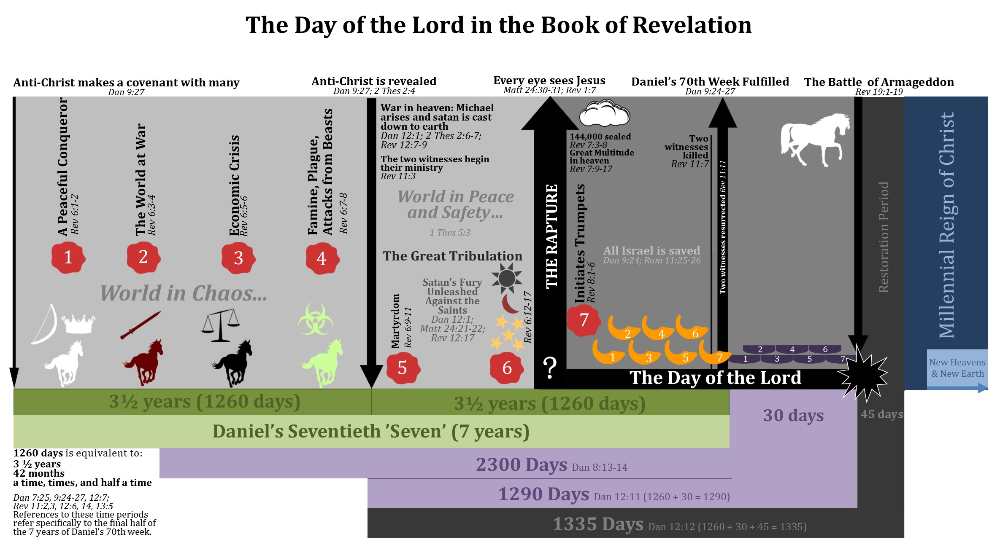 The Day of the Lord in the Book of Revelation
Anti-Christ makes a covenant with many
Dan 9:27
Anti-Christ is revealed
Dan 9:27; 2 Thes 2:4
Every eye sees Jesus
Matt 24:30-31; Rev 1:7
Daniel’s 70th Week Fulfilled
Dan 9:24-27
The Battle of Armageddon
Rev 19:1-19
A Peaceful Conqueror
Rev 6:1-2
1
The World at War
Rev 6:3-4
2
Economic Crisis
Rev 6:5-6
3
Famine, Plague,
Attacks from Beasts
Rev 6:7-8
4
World in Chaos...
War in heaven: Michael
arises and satan is cast
down to earth
Dan 12:1; 2 Thes 2:6-7;
Rev 12:7-9
The two witnesses begin
their ministry
Rev 11:3
World in Peace
and Safety...
1 Thes 5:3
The Great Tribulation
Satan's Fury
Unleashed
Against the
Saints
Dan 12:1;
Matt 24:21-22;
Rev 12:17
Martyrdom
Rev 6:9-11
5
Rev 6:12-17
6
THE RAPTURE
?
144,000 sealed
Rev 7:3-8
Great Multitude
in heaven
Rev 7:9-17
Initiates Trumpets
Rev 8:1-6
7
Two
witnesses
killed
Rev 11:7
Two witnesses resurrected Rev 11:11
All Israel is saved
Dan 9:24; Rom 11:25-26
2 4 6
1 3 5 7
2 4 6
1 3 5 7
The Day of the Lord
Restoration Period
Millennial Reign of Christ
New Heavens
& New Earth
3½ years (1260 days)
3½ years (1260 days)
30 days
45 days
Daniel’s Seventieth ’Seven’ (7 years)
2300 Days Dan 8:13-14
1290 Days Dan 12:11 (1260 + 30 = 1290)
1335 Days Dan 12:12 (1260 + 30 + 45 = 1335)
1260 days is equivalent to:
3 ½ years
42 months
a time, times, and half a time
Dan 7:25, 9:24-27, 12:7;
Rev 11:2,3, 12:6, 14, 13:5
References to these time periods
refer specifically to the final half of
the 7 years of Daniel’s 70th week.